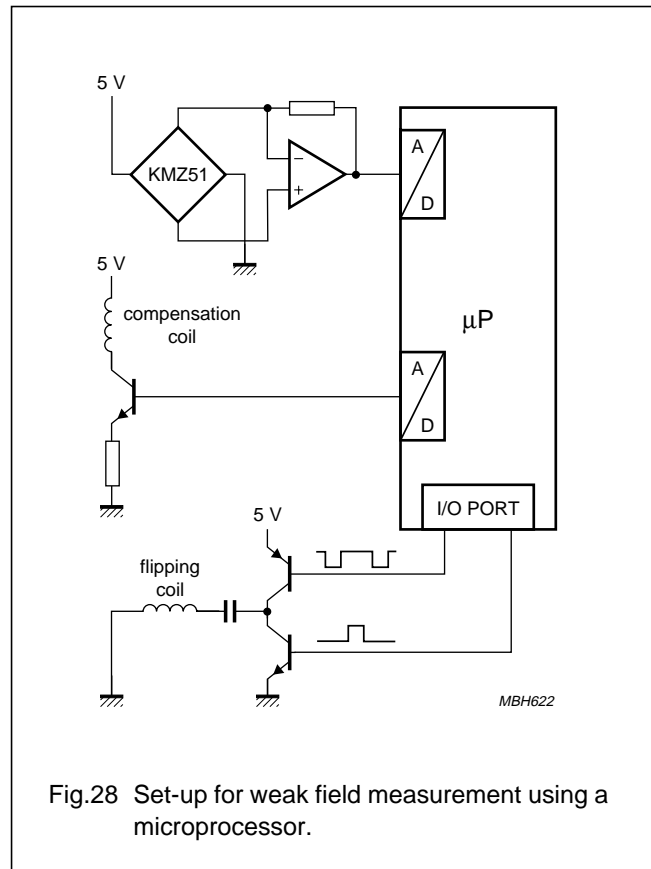 5 V
KMZ51
−
+
A
D
5 V
compensation
coil
μP
A
D
I/O PORT
5 V
flipping
coil
MBH622
Fig.28 Set-up for weak field measurement using a
microprocessor.